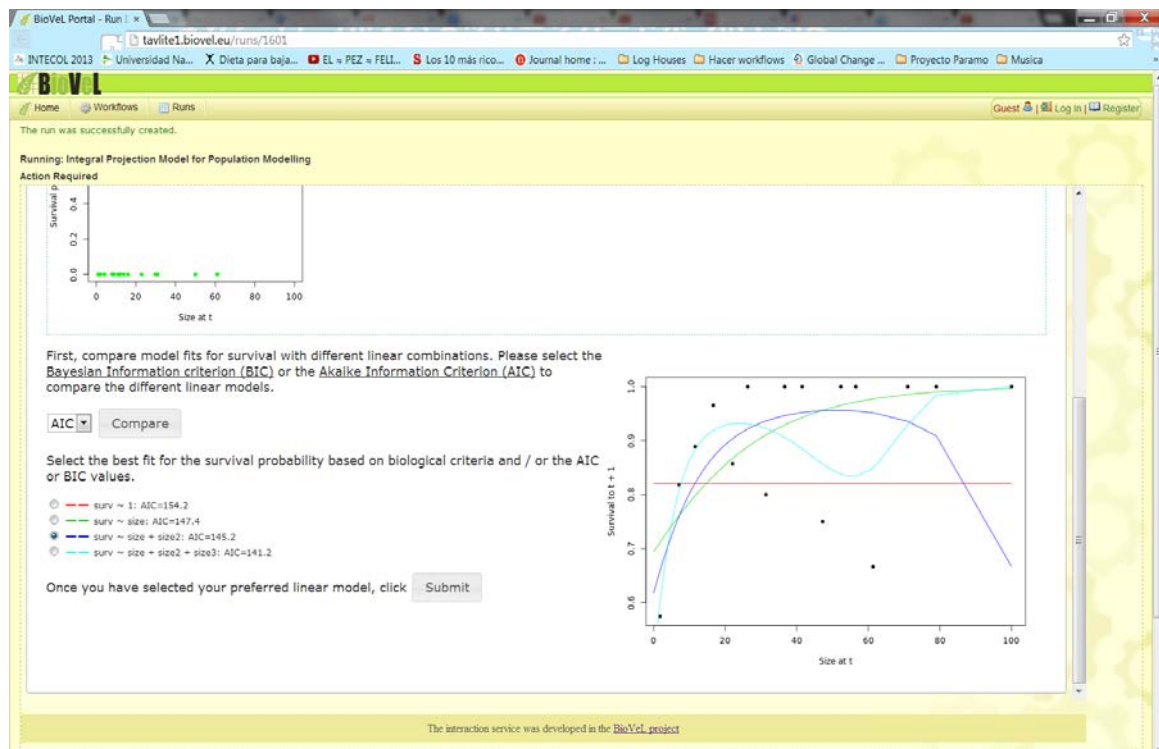 BioVeL Portal - Run
tavlite1.biovel.eu/runs/1601
INTECOL 2013 Universidad Na... Dieta para baja... EL ≈ PEZ ≈ FELI... Los 10 más rico... Journal home : ... Log Houses Hacer workflows Global Change ... Proyecto Paramo Musica
BioVeL
Home Workflows Runs Guest | Log in | Register
The run was successfully created.
Running: Integral Projection Model for Population Modelling
Action Required
Survival p
0.4
0.2
0.0
0 20 40 60 80 100
Size at t
First, compare model fits for survival with different linear combinations. Please select the
Bayesian Information criterion (BIC) or the Akaike Information Criterion (AIC) to
compare the different linear models.
AIC Compare
Select the best fit for the survival probability based on biological criteria and / or the AIC
or BIC values.
surv ~ 1: AIC=154.2
surv ~ size: AIC=147.4
surv ~ size + size2: AIC=145.2
surv ~ size + size2 + size3: AIC=141.2
Once you have selected your preferred linear model, click Submit
Survival to t + 1
1.0
0.9
0.8
0.7
0.6
0 20 40 60 80 100
Size at t
The interaction service was developed in the BioVeL project